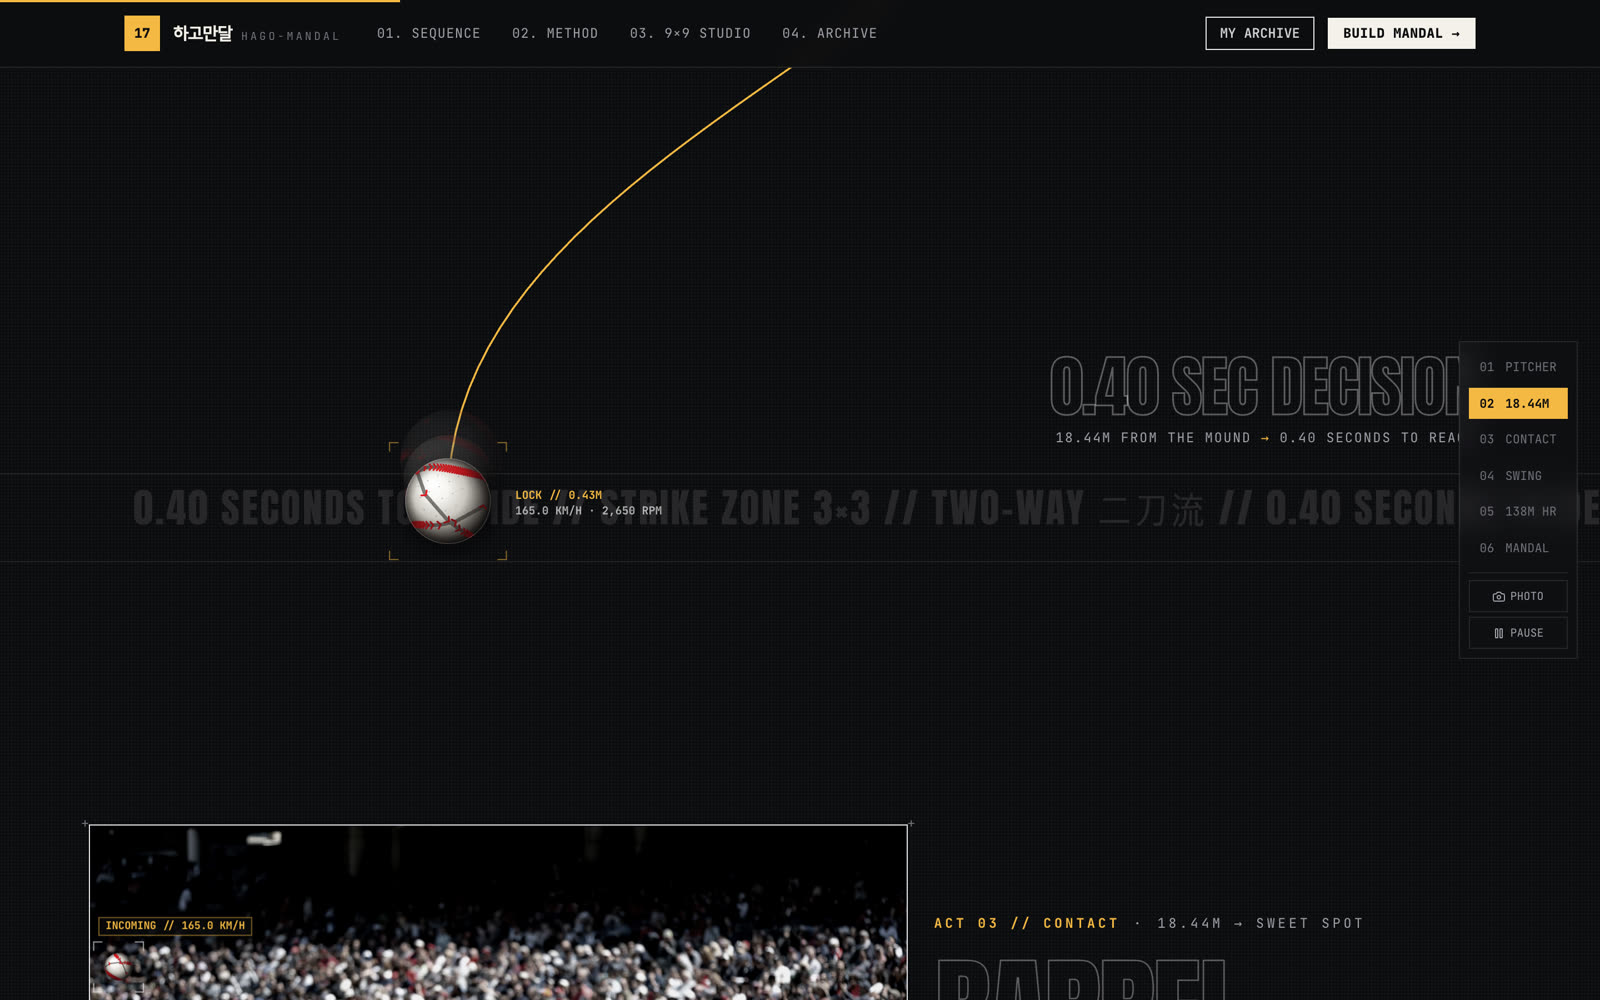 17 하고만달 HAGO-MANDAL 01. SEQUENCE 02. METHOD 03. 9×9 STUDIO 04. ARCHIVE MY ARCHIVE BUILD MANDAL →
0.40 SEC DECISION
18.44M FROM THE MOUND → 0.40 SECONDS TO
01 PITCHER
02 18.44M
03 CONTACT
04 SWING
05 138M HR
06 MANDAL
PHOTO
PAUSE
0.40 SECONDS // STRIKE ZONE 3×3 // TWO-WAY 二刀流 // 0.40
LOCK // 0.43M
165.0 KM/H · 2,650 RPM
INCOMING // 165.0 KM/H
ACT 03 // CONTACT · 18.44M → SWEET SPOT
BARREL